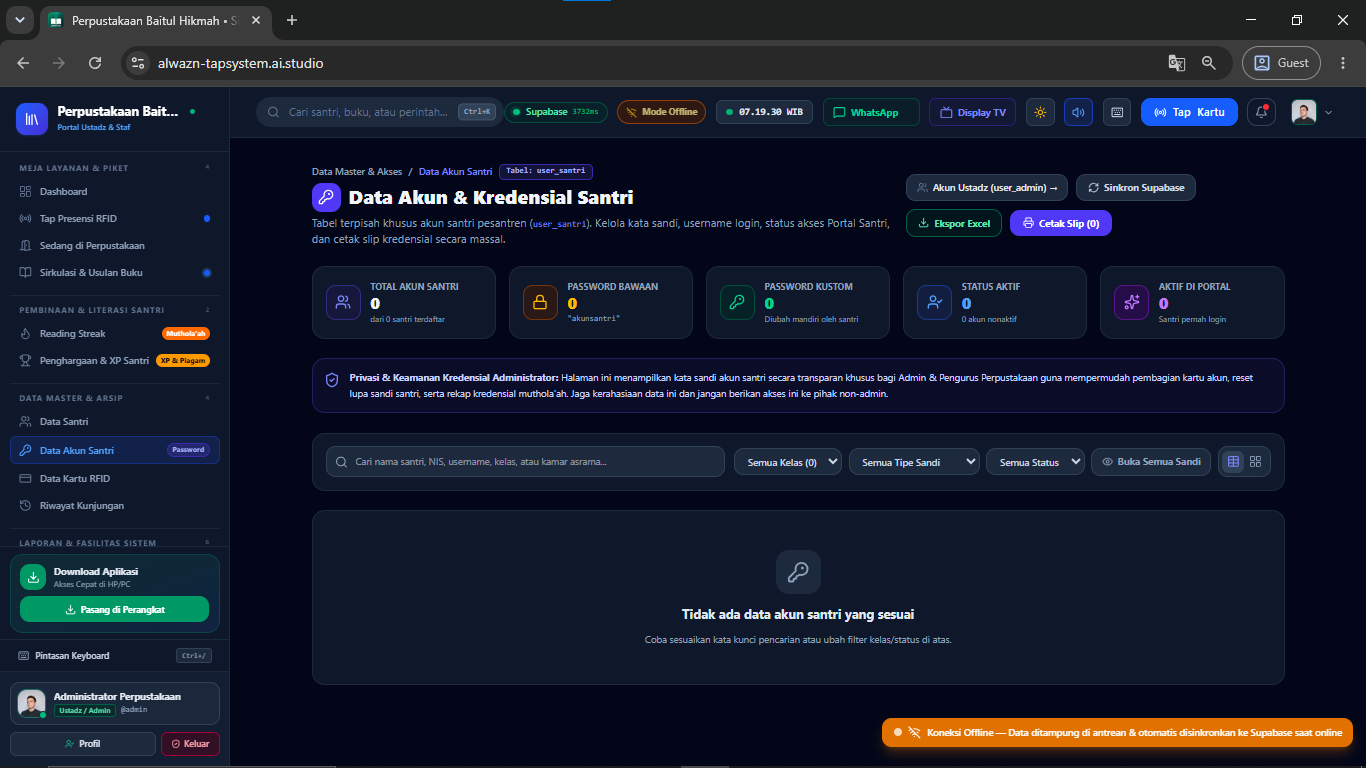 Perpustakaan Baitul Hikmah • S
alwazn-tapsystem.ai.studio
Guest
Perpustakaan Bait...
Portal Ustadz & Staf
Cari santri, buku, atau perintah...
Ctrl+K
Supabase 3732ms
Mode Offline
07.19.30 WIB
WhatsApp
Display TV
Tap Kartu
MEJA LAYANAN & PIKET 4
Dashboard
Tap Presensi RFID
Sedang di Perpustakaan
Sirkulasi & Usulan Buku
PEMBINAAN & LITERASI SANTRI 2
Reading Streak Muthola'ah
Penghargaan & XP Santri XP & Piagam
DATA MASTER & ARSIP 4
Data Santri
Data Akun Santri Password
Data Kartu RFID
Riwayat Kunjungan
LAPORAN & FASILITAS SISTEM 6
Download Aplikasi
Akses Cepat di HP/PC
Pasang di Perangkat
Pintasan Keyboard Ctrl+/
Administrator Perpustakaan
Ustadz / Admin @admin
Profil
Keluar
Data Master & Akses / Data Akun Santri Tabel: user_santri
Data Akun & Kredensial Santri
Tabel terpisah khusus akun santri pesantren (user_santri). Kelola kata sandi, username login, status akses Portal Santri,
dan cetak slip kredensial secara massal.
Akun Ustadz (user_admin) →
Sinkron Supabase
Ekspor Excel
Cetak Slip (0)
TOTAL AKUN SANTRI
0
dari 0 santri terdaftar
PASSWORD BAWAAN
0
"akunsantri"
PASSWORD KUSTOM
0
Diubah mandiri oleh santri
STATUS AKTIF
0
0 akun nonaktif
AKTIF DI PORTAL
0
Santri pernah login
Privasi & Keamanan Kredensial Administrator: Halaman ini menampilkan kata sandi akun santri secara transparan khusus bagi Admin & Pengurus Perpustakaan guna mempermudah pembagian kartu akun, reset
lupa sandi santri, serta rekap kredensial muthola'ah. Jaga kerahasiaan data ini dan jangan berikan akses ini ke pihak non-admin.
Cari nama santri, NIS, username, kelas, atau kamar asrama...
Semua Kelas (0)
Semua Tipe Sandi
Semua Status
Buka Semua Sandi
Tidak ada data akun santri yang sesuai
Coba sesuaikan kata kunci pencarian atau ubah filter kelas/status di atas.
Koneksi Offline — Data ditampung di antrean & otomatis disinkronkan ke Supabase saat online